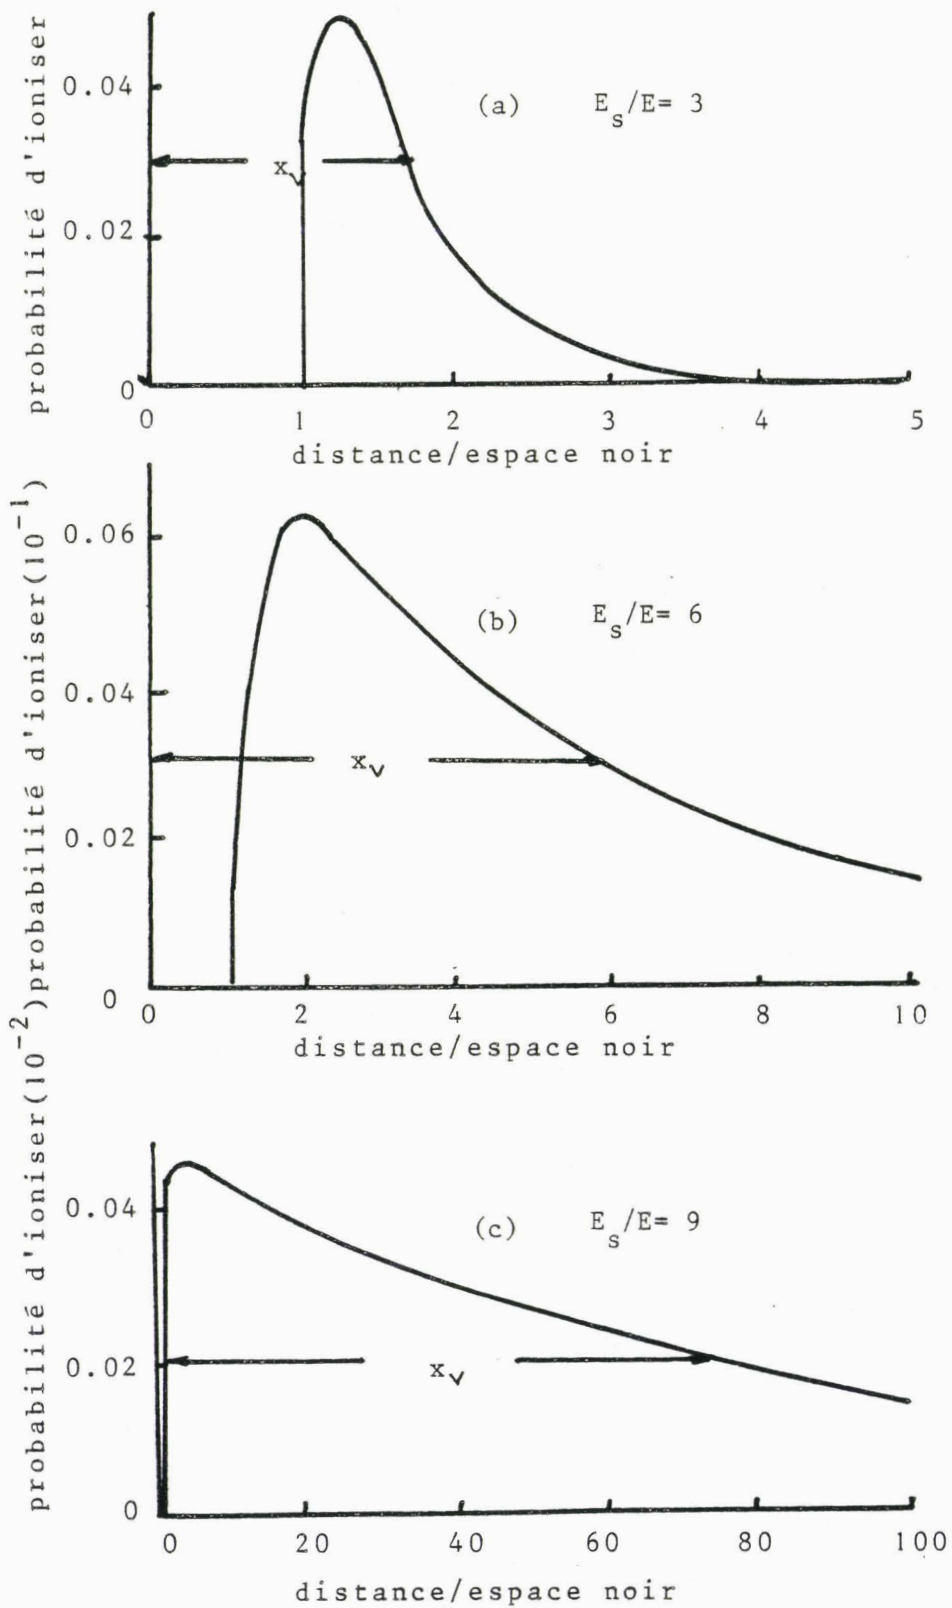 probabilité d'ioniser
0.04
0.02
0
(a) E_s/E= 3
x_v
0 1 2 3 4 5
distance/espace noir
probabilité d'ioniser(10^-1)
0.06
0.04
0.02
0
(b) E_s/E= 6
x_v
0 2 4 6 8 10
distance/espace noir
probabilité d'ioniser(10^-2)
0.04
0.02
0
(c) E_s/E= 9
x_v
0 20 40 60 80 100
distance/espace noir